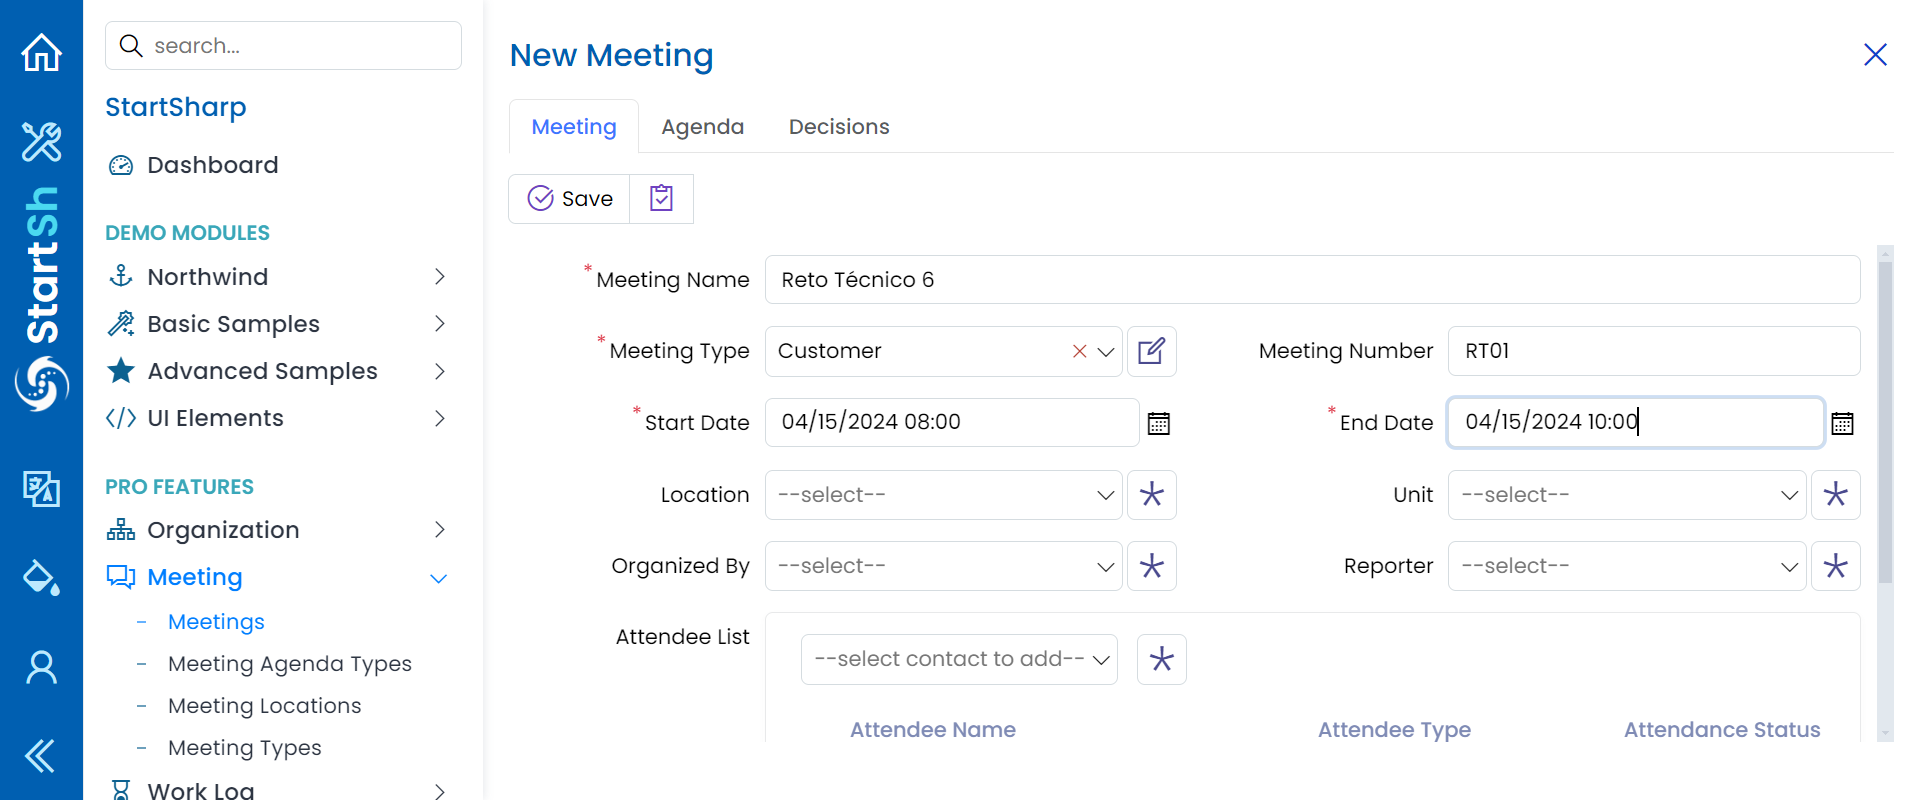 StartSh
search...
StartSharp
Dashboard
DEMO MODULES
Northwind
Basic Samples
Advanced Samples
UI Elements
PRO FEATURES
Organization
Meeting
- Meetings
- Meeting Agenda Types
- Meeting Locations
- Meeting Types
Work Log
New Meeting
Meeting Agenda Decisions
Save
* Meeting Name Reto Técnico 6
* Meeting Type Customer Meeting Number RT01
* Start Date 04/15/2024 08:00 * End Date 04/15/2024 10:00
Location --select-- Unit --select--
Organized By --select-- Reporter --select--
Attendee List --select contact to add--
Attendee Name Attendee Type Attendance Status